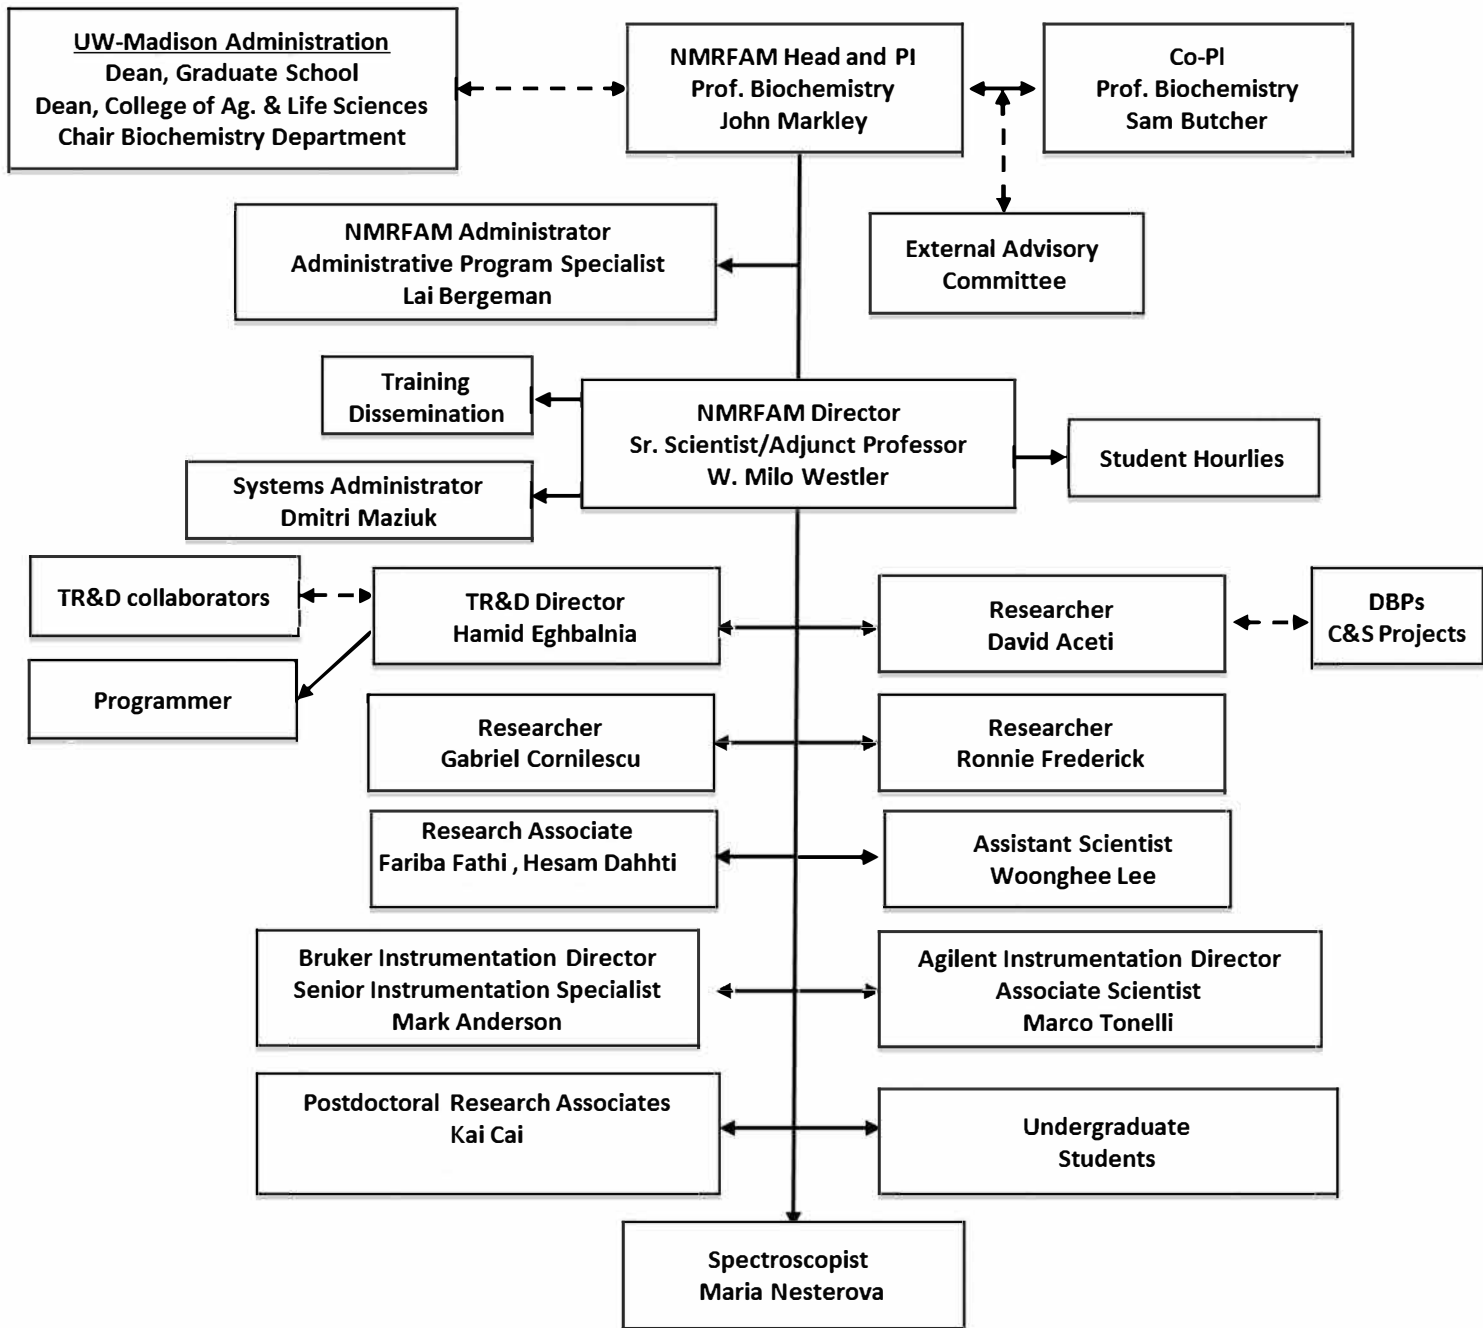 UW-Madison Administration
Dean, Graduate School
Dean, College of Ag. & Life Sciences
Chair Biochemistry Department
NMRFAM Head and PI
Prof. Biochemistry
John Markley
Co-PI
Prof. Biochemistry
Sam Butcher
NMRFAM Administrator
Administrative Program Specialist
Lai Bergeman
External Advisory
Committee
Training
Dissemination
NMRFAM Director
Sr. Scientist/Adjunct Professor
W. Milo Westler
Student Hourlies
Systems Administrator
Dmitri Maziuk
TR&D collaborators
TR&D Director
Hamid Eghbalnia
Researcher
David Aceti
DBPs
C&S Projects
Programmer
Researcher
Gabriel Cornilescu
Researcher
Ronnie Frederick
Research Associate
Fariba Fathi , Hesam Dahhti
Assistant Scientist
Woonghee Lee
Bruker Instrumentation Director
Senior Instrumentation Specialist
Mark Anderson
Agilent Instrumentation Director
Associate Scientist
Marco Tonelli
Postdoctoral Research Associates
Kai Cai
Undergraduate
Students
Spectroscopist
Maria Nesterova